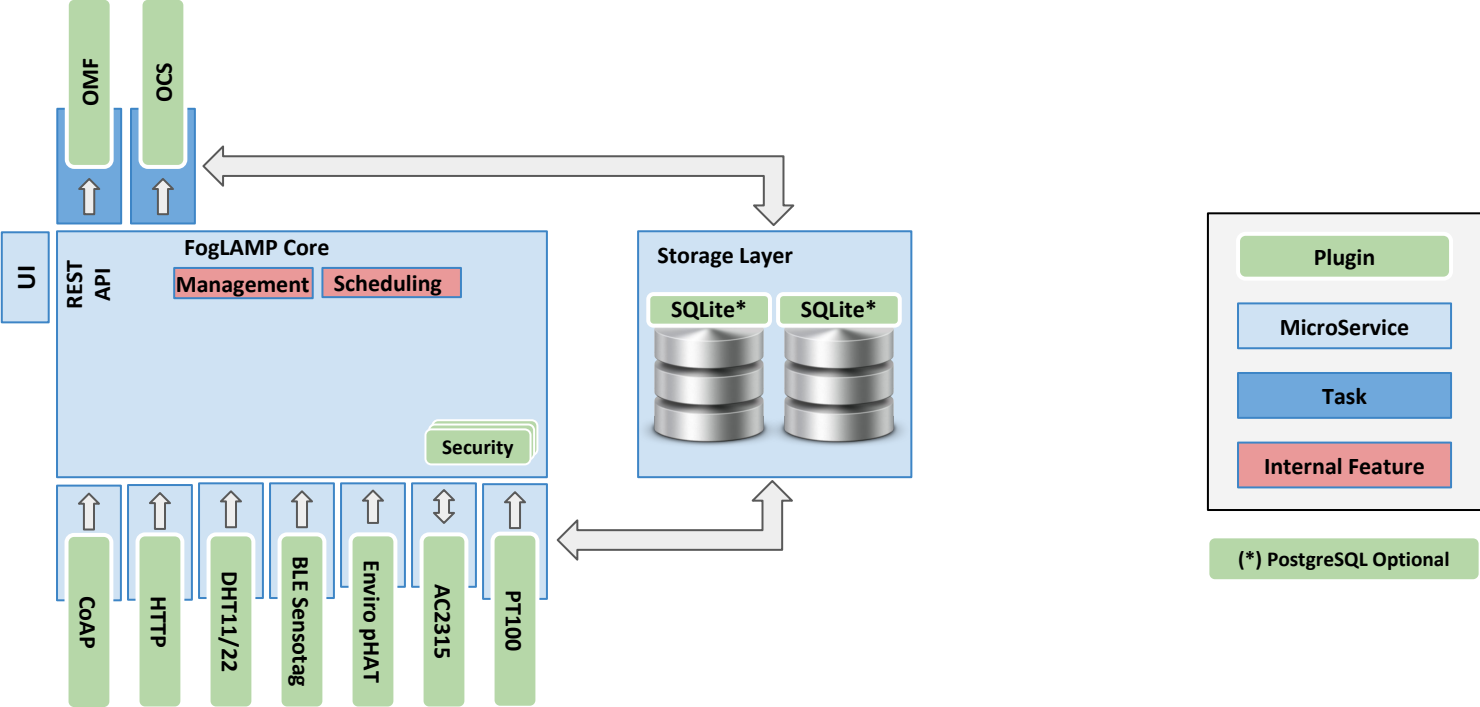 OMF
OCS
UI
REST
API
FogLAMP Core
Management
Scheduling
Security
Storage Layer
SQLite*
SQLite*
CoAP
HTTP
DHT11/22
BLE Sensotag
Enviro pHAT
AC2315
PT100
Plugin
MicroService
Task
Internal Feature
(*) PostgreSQL Optional